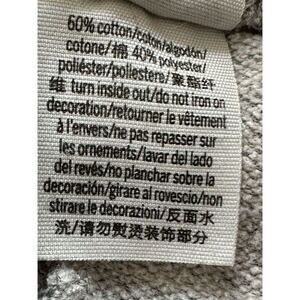 60% cotton/coton/algodón/
cotone/棉 40% polyester/
poliéster/poliestere/聚酯纤
维 turn inside out/do not iron on
decoration/retourner le vêtement
à l'envers/ne pas repasser sur
les ornements/lavar del lado
del revés/no planchar sobre la
decoración/girare al rovescio/non
stirare le decorazioni/反面水
洗/请勿熨烫装饰部分